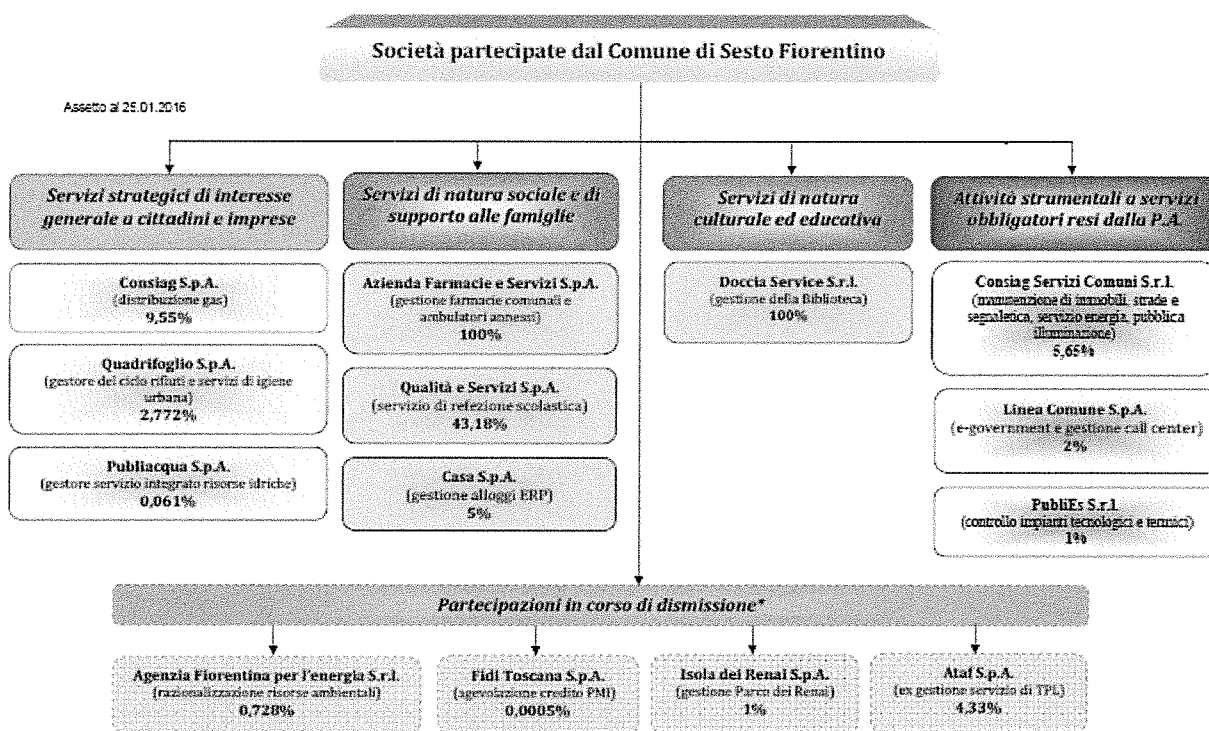 Società partecipate dal Comune di Sesto Fiorentino
Assetto al 25.01.2016
Servizi strategici di interesse
generale a cittadini e imprese
Consiag S.p.A.
(distribuzione gas)
9,55%
Quadrifoglio S.p.A.
(gestore del ciclo rifiuti e servizi di igiene
urbana)
2,772%
Publiacqua S.p.A.
(gestore servizio integrato risorse idriche)
0,061%
Servizi di natura sociale e di
supporto alle famiglie
Azienda Farmacie e Servizi S.p.A.
(gestione farmacie comunali e
ambulatori annessi)
100%
Qualità e Servizi S.p.A.
(servizio di refezione scolastica)
43,18%
Casa S.p.A.
(gestione alloggi ERP)
5%
Servizi di natura
culturale ed educativa
Doccia Service S.r.l.
(gestione della Biblioteca)
100%
Attività strumentali a servizi
obbligatori resi dalla P.A.
Consiag Servizi Comuni S.r.l.
(manutenzione di immobili, strade e
segnaletica, servizio energia, pubblica
illuminazione)
5,65%
Linea Comune S.p.A.
(e-government e gestione call center)
2%
PubliEs S.r.l.
(controllo impianti tecnologici e termici)
1%
Partecipazioni in corso di dismissione*
Agenzia Fiorentina per l'energia S.r.l.
(razionalizzazione risorse ambientali)
0,728%
Fidi Toscana S.p.A.
(agevolazione credito PMI)
0,0005%
Isola dei Renai S.p.A.
(gestione Parco dei Renai)
1%
Ataf S.p.A.
(ex gestione servizio di TPL)
4,33%